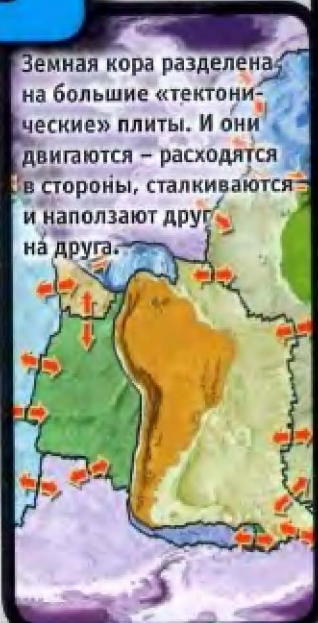 Земная кора разделена
на большие «тектони-
ческие» плиты. И они
двигаются – расходятся
в стороны, сталкиваются
и наползают друг
на друга.